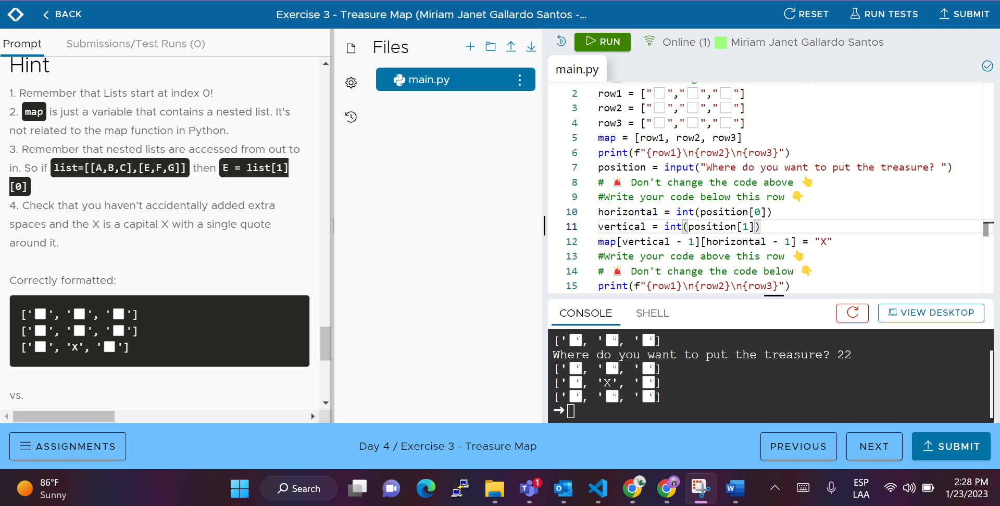 BACK
Exercise 3 - Treasure Map (Miriam Janet Gallardo Santos -...
RESET
RUN TESTS
SUBMIT
Prompt
Submissions/Test Runs (0)
Hint
1. Remember that Lists start at index 0!
2. map is just a variable that contains a nested list. It's
not related to the map function in Python.
3. Remember that nested lists are accessed from out to
in. So if list=[[A,B,C],[E,F,G]] then E = list[1]
[0]
4. Check that you haven't accidentally added extra
spaces and the X is a capital X with a single quote
around it.
Correctly formatted:
['⬜️', '⬜️', '⬜️']
['⬜️', '⬜️', '⬜️']
['⬜️', 'X', '⬜️']
vs.
Files
main.py
RUN
Online (1)
Miriam Janet Gallardo Santos
main.py
2 row1 = ["⬜️","⬜️","⬜️"]
3 row2 = ["⬜️","⬜️","⬜️"]
4 row3 = ["⬜️","⬜️","⬜️"]
5 map = [row1, row2, row3]
6 print(f"{row1}\n{row2}\n{row3}")
7 position = input("Where do you want to put the treasure? ")
8 # 🚨 Don't change the code above 👆
9 #Write your code below this row 👇
10 horizontal = int(position[0])
11 vertical = int(position[1])
12 map[vertical - 1][horizontal - 1] = "X"
13 #Write your code above this row 👆
14 # 🚨 Don't change the code below 👇
15 print(f"{row1}\n{row2}\n{row3}")
CONSOLE
SHELL
VIEW DESKTOP
['⬜️', '⬜️', '⬜️']
Where do you want to put the treasure? 22
['⬜️', '⬜️', '⬜️']
['⬜️', 'X', '⬜️']
['⬜️', '⬜️', '⬜️']
➜
ASSIGNMENTS
Day 4 / Exercise 3 - Treasure Map
PREVIOUS
NEXT
SUBMIT
86°F
Sunny
Search
1
ESP
LAA
2:28 PM
1/23/2023